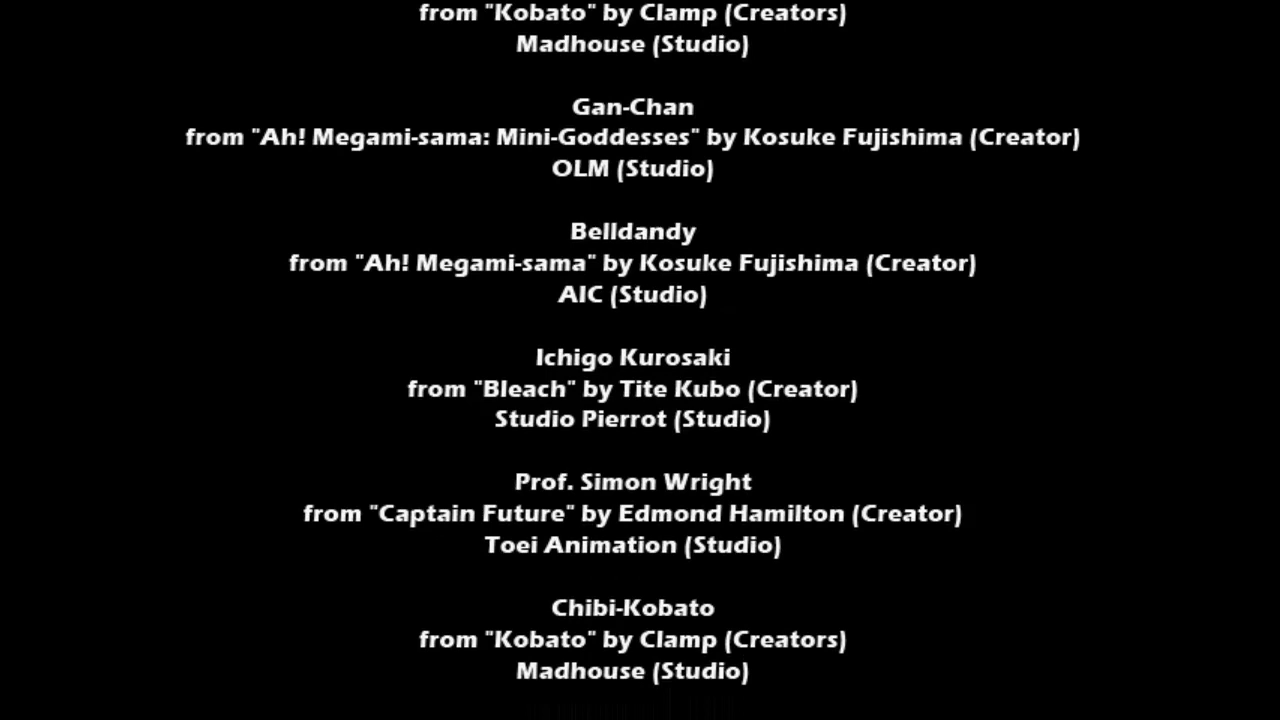 from "Kobato" by Clamp (Creators)
Madhouse (Studio)
Gan-Chan
from "Ah! Megami-sama: Mini-Goddesses" by Kosuke Fujishima (Creator)
OLM (Studio)
Belldandy
from "Ah! Megami-sama" by Kosuke Fujishima (Creator)
AIC (Studio)
Ichigo Kurosaki
from "Bleach" by Tite Kubo (Creator)
Studio Pierrot (Studio)
Prof. Simon Wright
from "Captain Future" by Edmond Hamilton (Creator)
Toei Animation (Studio)
Chibi-Kobato
from "Kobato" by Clamp (Creators)
Madhouse (Studio)